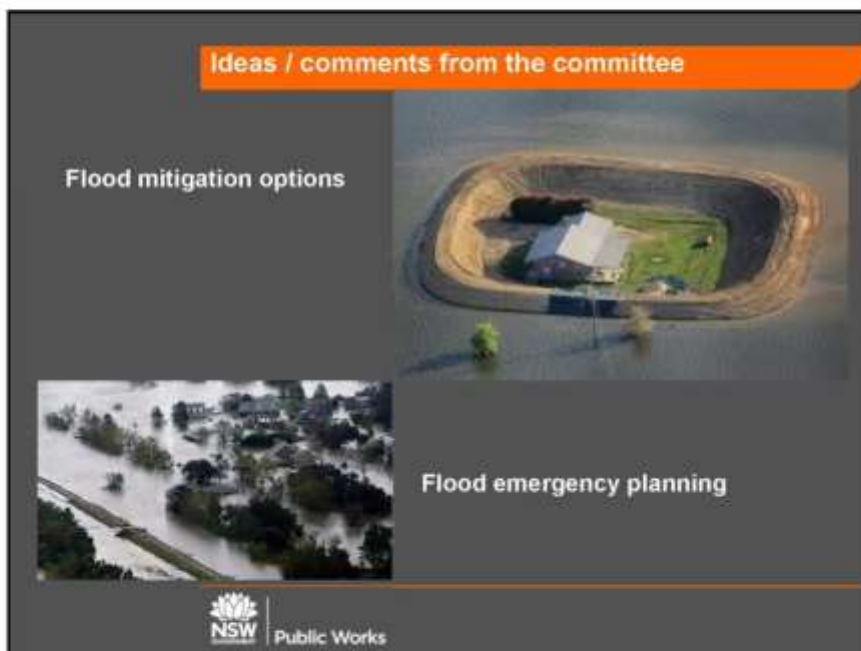 Ideas / comments from the committee
Flood mitigation options
Flood emergency planning
NSW
Public Works